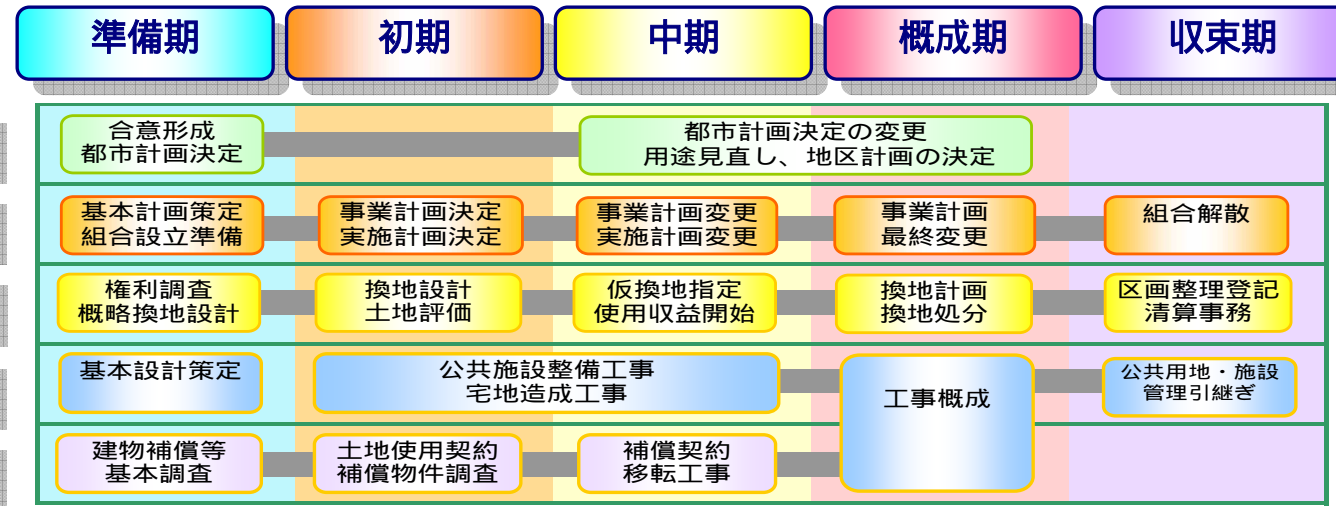 準備期
初期
中期
概成期
収束期
合意形成
都市計画決定
都市計画決定の変更
用途見直し、地区計画の決定
基本計画策定
組合設立準備
事業計画決定
実施計画決定
事業計画変更
実施計画変更
事業計画
最終変更
組合解散
権利調査
概略換地設計
換地設計
土地評価
仮換地指定
使用収益開始
換地計画
換地処分
区画整理登記
清算事務
基本設計策定
公共施設整備工事
宅地造成工事
工事概成
公共用地・施設
管理引継ぎ
建物補償等
基本調査
土地使用契約
補償物件調査
補償契約
移転工事